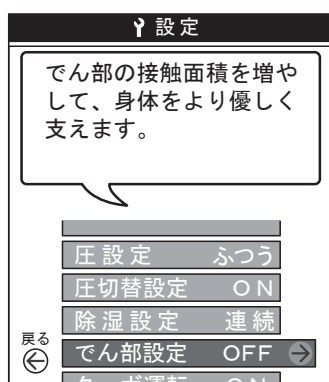 設定
でん部の接触面積を増や
して、身体をより優しく
支えます。
圧設定 ふつう
圧切替設定 ON
除湿設定 連続
戻る
でん部設定 OFF